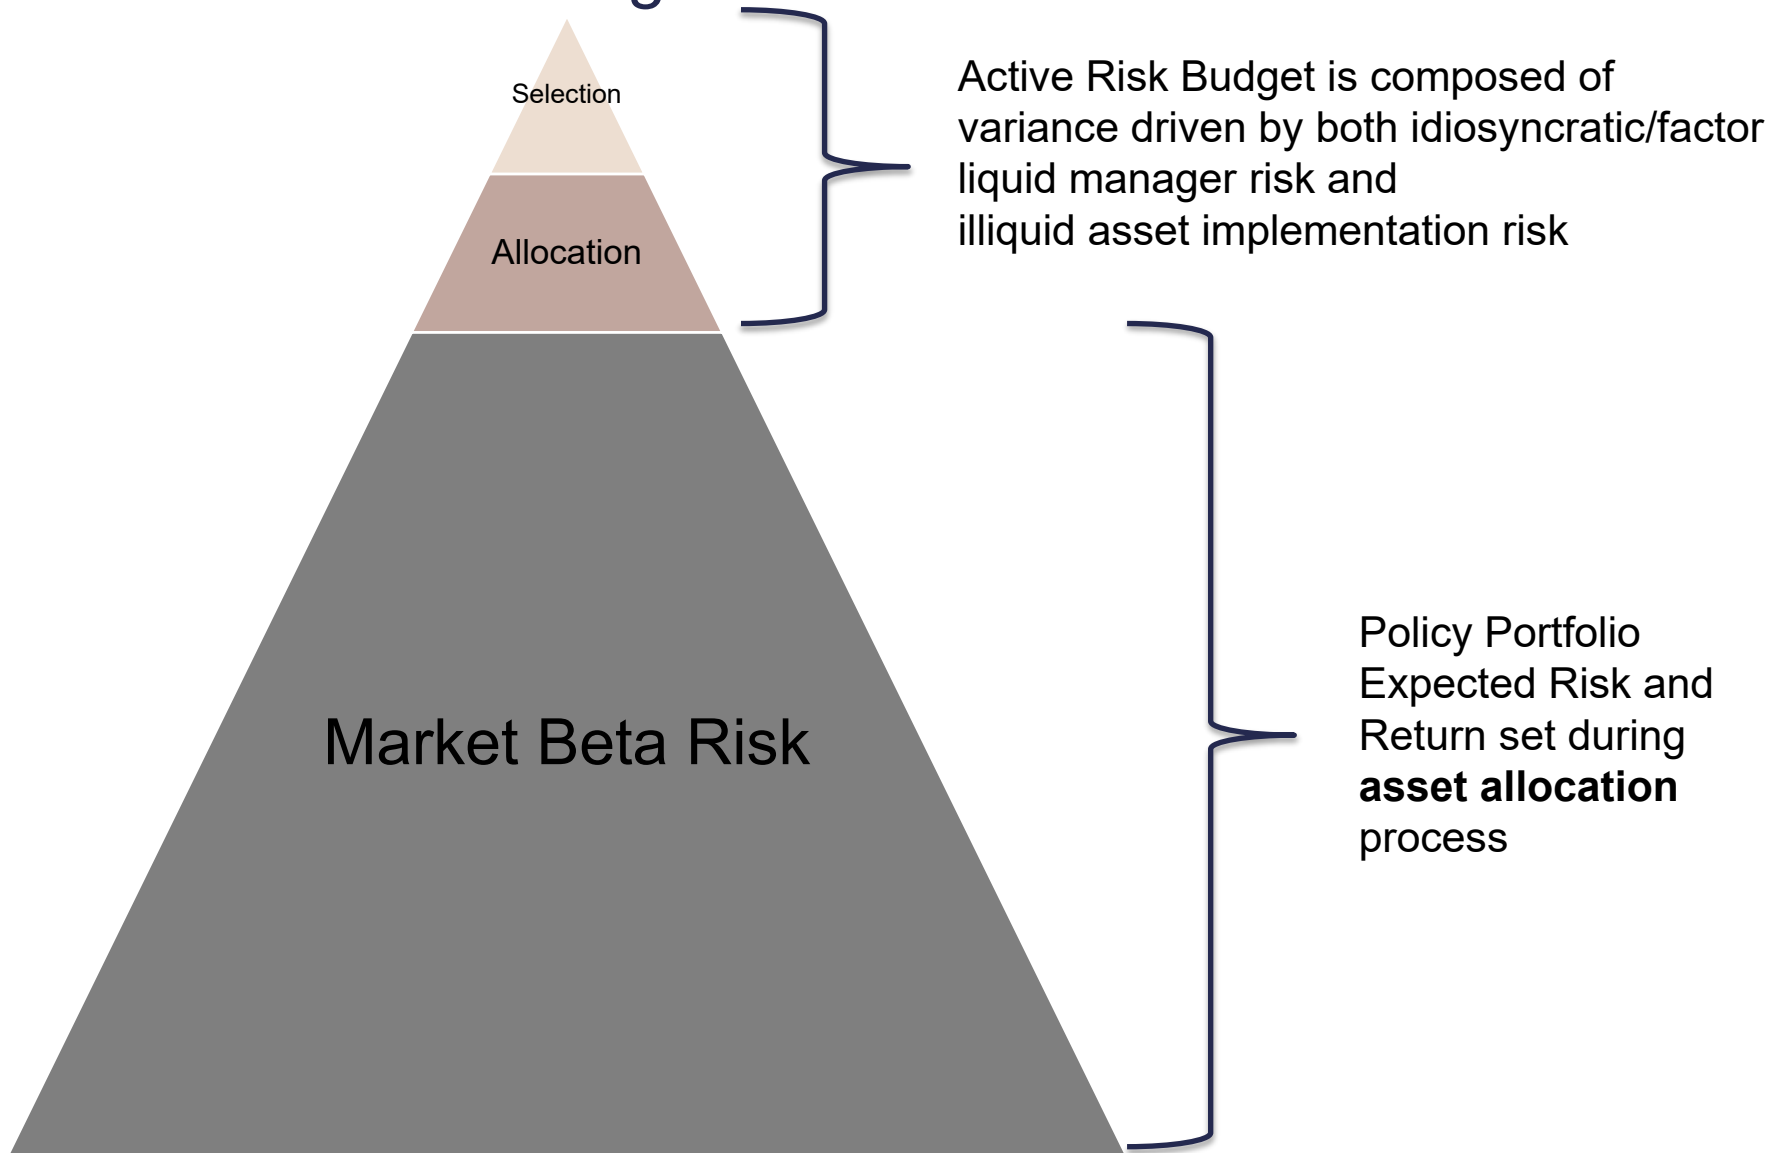 Selection
Active Risk Budget is composed of
variance driven by both idiosyncratic/factor
liquid manager risk and
illiquid asset implementation risk
Allocation
Market Beta Risk
Policy Portfolio
Expected Risk and
Return set during
asset allocation
process